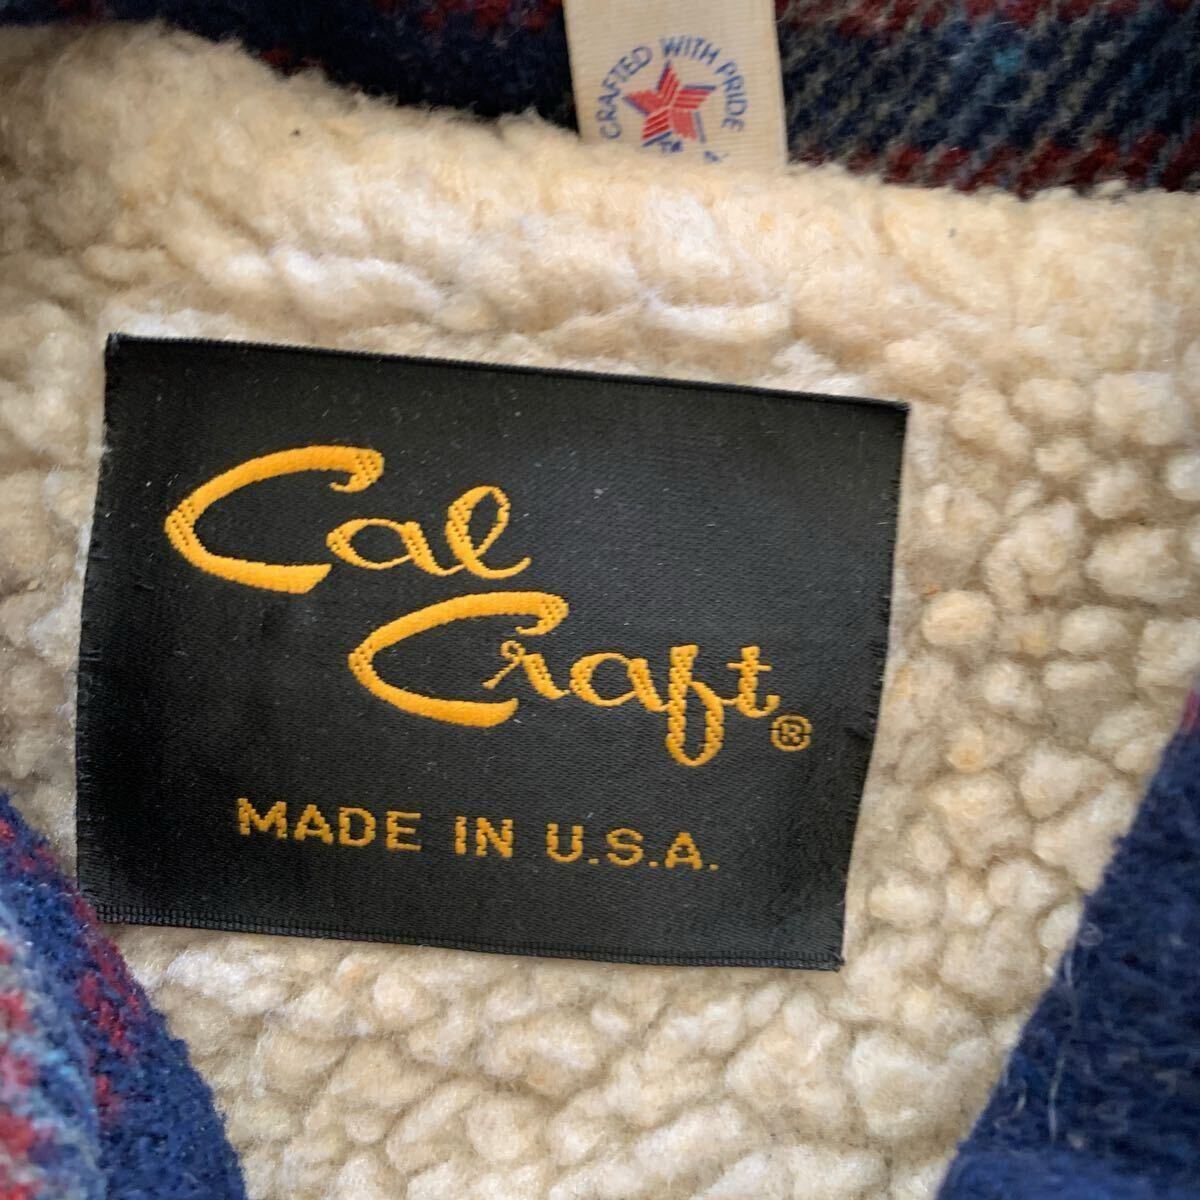 CRAFTED WITH PRIDE
Cal
Craft®
MADE IN U.S.A.